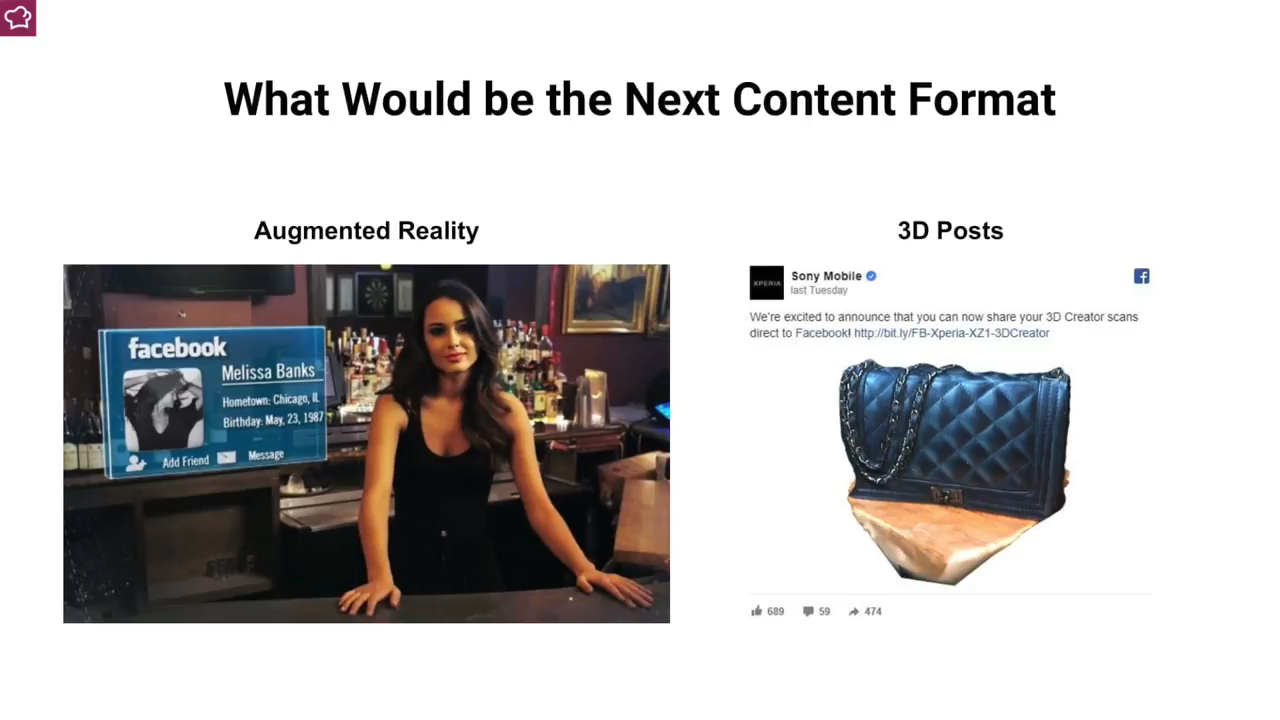 What Would be the Next Content Format
Augmented Reality
facebook
Melissa Banks
Hometown: Chicago, IL
Birthday: May, 23, 1987
Add Friend Message
3D Posts
XPERIA
Sony Mobile
last Tuesday
We're excited to announce that you can now share your 3D Creator scans
direct to Facebook! http://bit.ly/FB-Xperia-XZ1-3DCreator
689 59 474